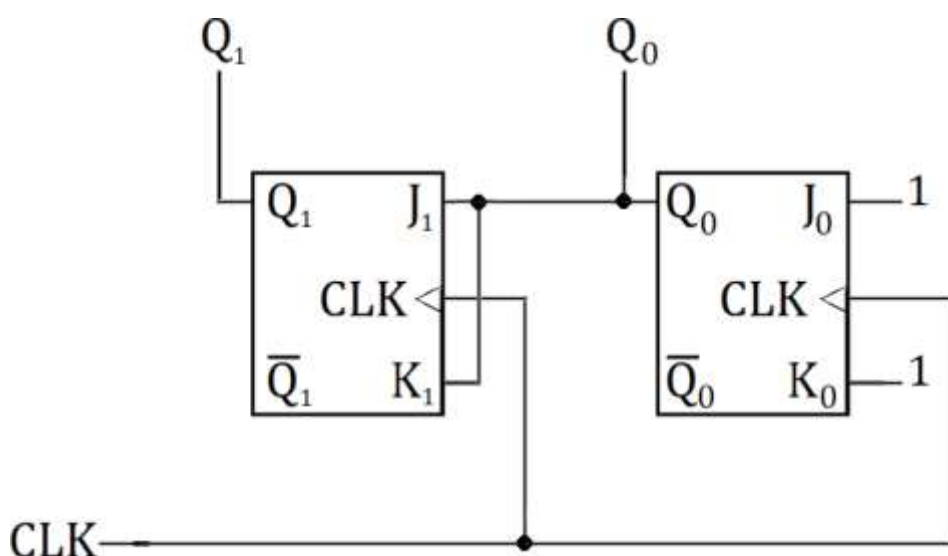 Q₁ Q₀
Q₁ J₁ Q₀ J₀ 1
CLK CLK
Q̅₁ K₁ Q̅₀ K₀ 1
CLK